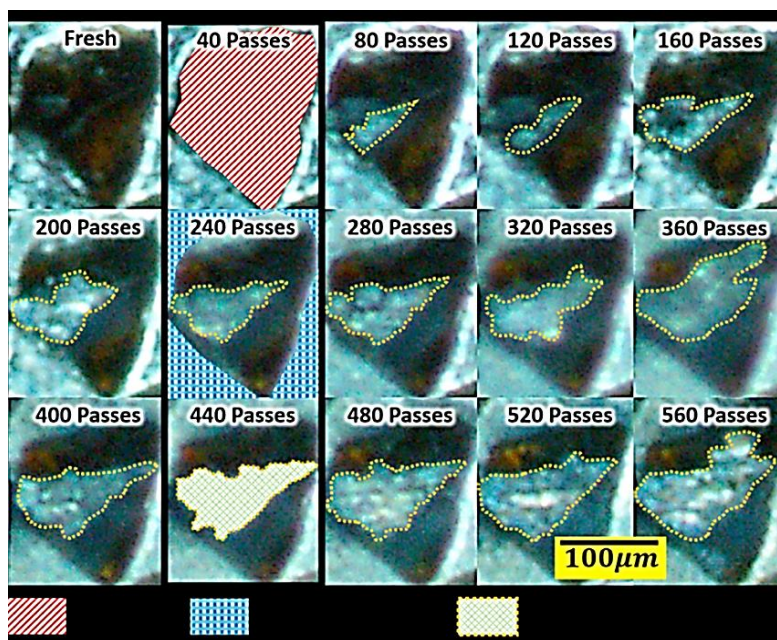 Fresh
40 Passes
80 Passes
120 Passes
160 Passes
200 Passes
240 Passes
280 Passes
320 Passes
360 Passes
400 Passes
440 Passes
480 Passes
520 Passes
560 Passes
100μm